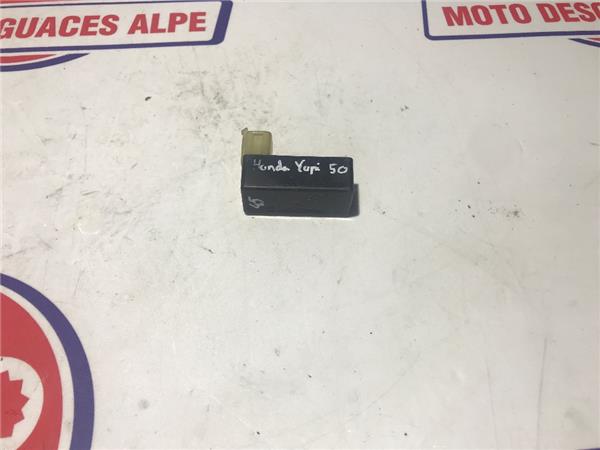 GUACES ALPE
MOTO DESG
Honda Yupi 50